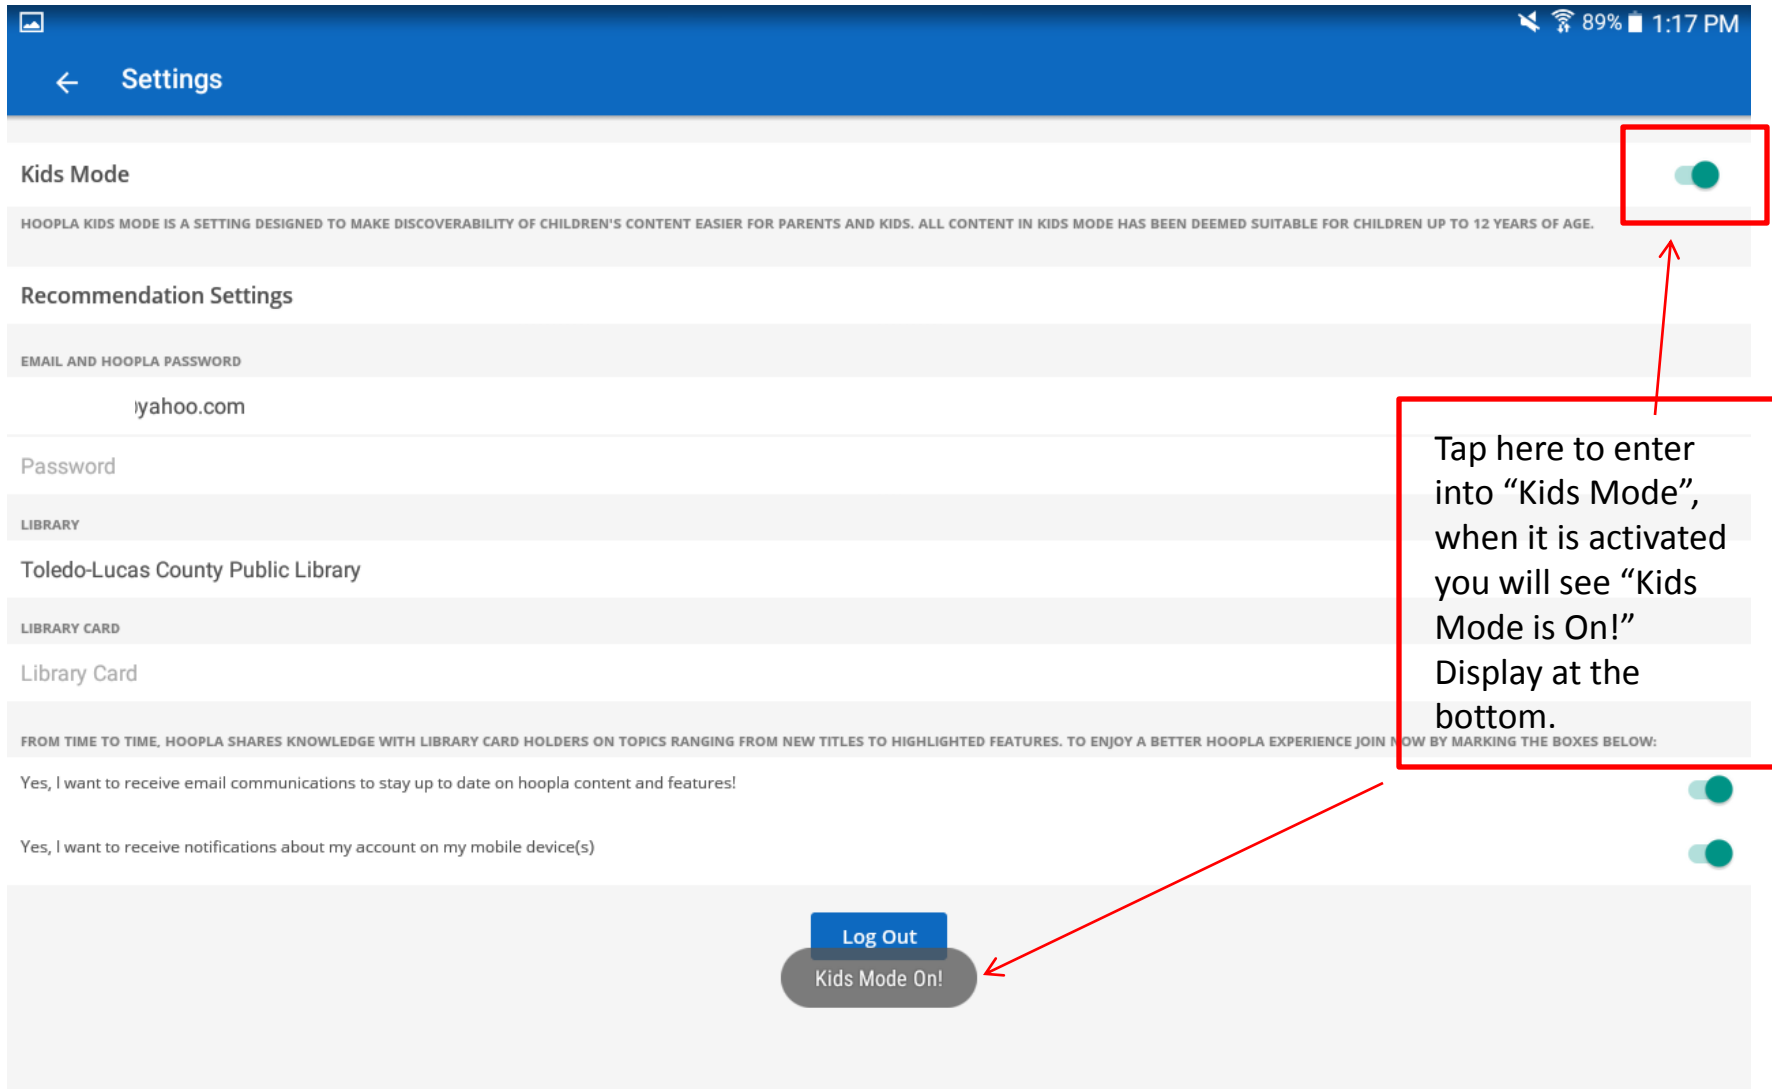 89% 1:17 PM
Settings
Kids Mode
HOOPLA KIDS MODE IS A SETTING DESIGNED TO MAKE DISCOVERABILITY OF CHILDREN'S CONTENT EASIER FOR PARENTS AND KIDS. ALL CONTENT IN KIDS MODE HAS BEEN DEEMED SUITABLE FOR CHILDREN UP TO 12 YEARS OF AGE.
Recommendation Settings
EMAIL AND HOOPLA PASSWORD
yahoo.com
Password
LIBRARY
Toledo-Lucas County Public Library
LIBRARY CARD
Library Card
Tap here to enter
into “Kids Mode”,
when it is activated
you will see “Kids
Mode is On!”
Display at the
bottom.
FROM TIME TO TIME, HOOPLA SHARES KNOWLEDGE WITH LIBRARY CARD HOLDERS ON TOPICS RANGING FROM NEW TITLES TO HIGHLIGHTED FEATURES. TO ENJOY A BETTER HOOPLA EXPERIENCE JOIN NOW BY MARKING THE BOXES BELOW:
Yes, I want to receive email communications to stay up to date on hoopla content and features!
Yes, I want to receive notifications about my account on my mobile device(s)
Log Out
Kids Mode On!